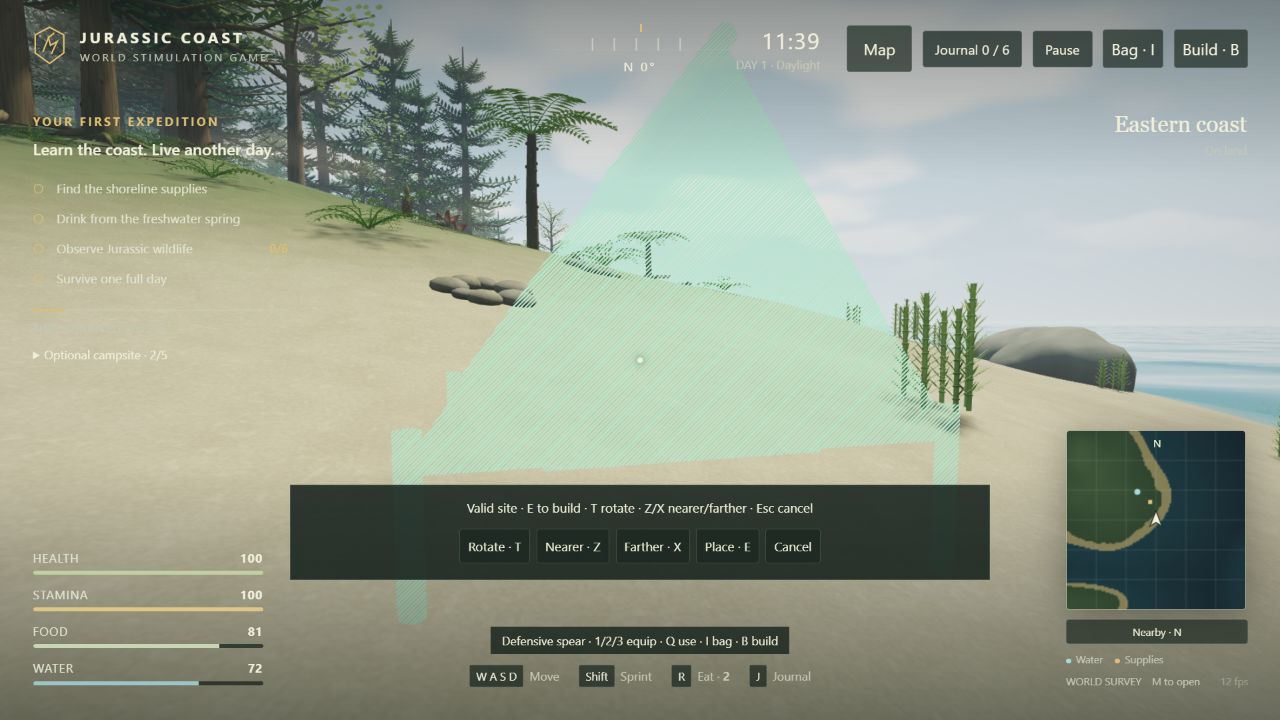 JURASSIC COAST
WORLD STIMULATION GAME
YOUR FIRST EXPEDITION
Learn the coast. Live another day.
Find the shoreline supplies
Drink from the freshwater spring
Observe Jurassic wildlife 0/6
Survive one full day
▶ Optional campsite · 2/5
N 0°
11:39
DAY 1 · Daylight
Map
Journal 0 / 6
Pause
Bag · I
Build · B
Eastern coast
On land
Valid site · E to build · T rotate · Z/X nearer/farther · Esc cancel
Rotate · T
Nearer · Z
Farther · X
Place · E
Cancel
HEALTH 100
STAMINA 100
FOOD 81
WATER 72
Defensive spear · 1/2/3 equip · Q use · I bag · B build
W A S D Move Shift Sprint R Eat · 2 J Journal
N
Nearby · N
Water Supplies
WORLD SURVEY M to open 12 fps